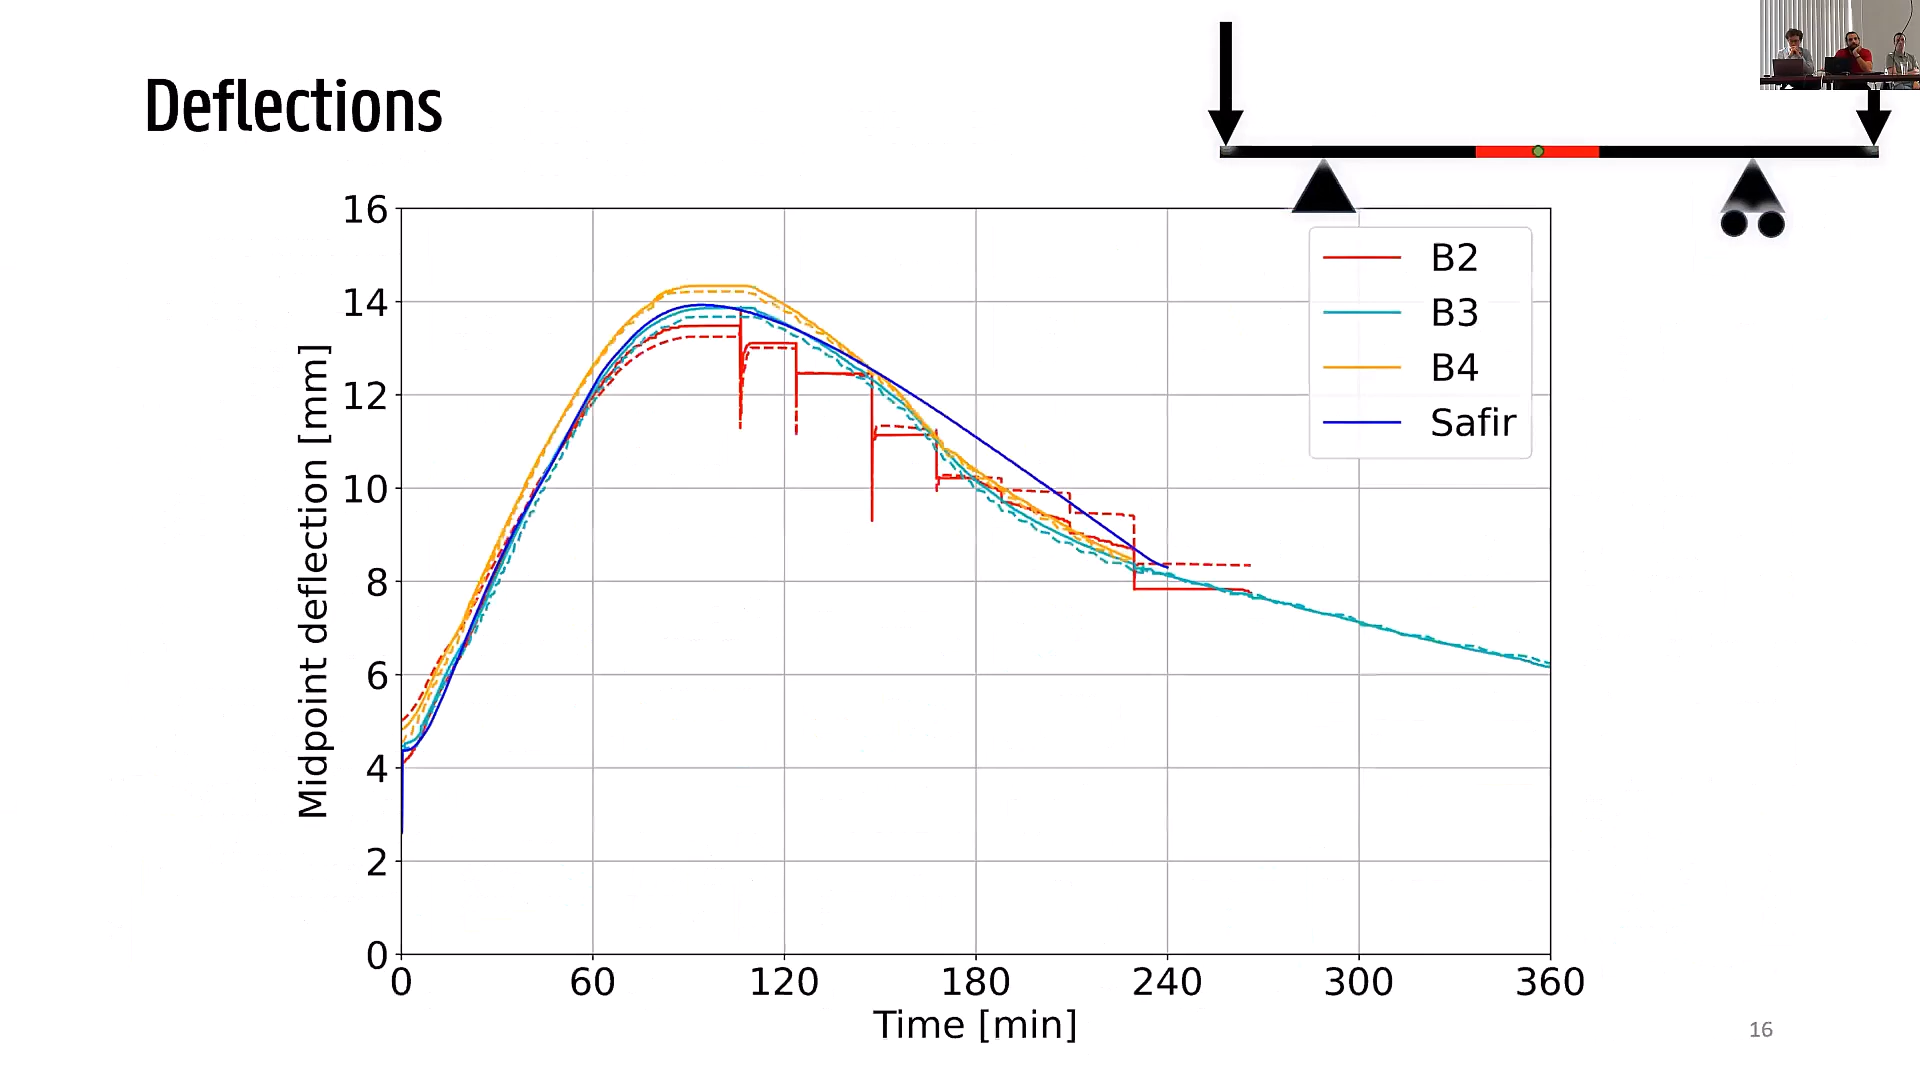 Deflections
16
14
12
10
8
6
4
2
0
Midpoint deflection [mm]
B2
B3
B4
Safir
0 60 120 180 240 300 360
Time [min]
16